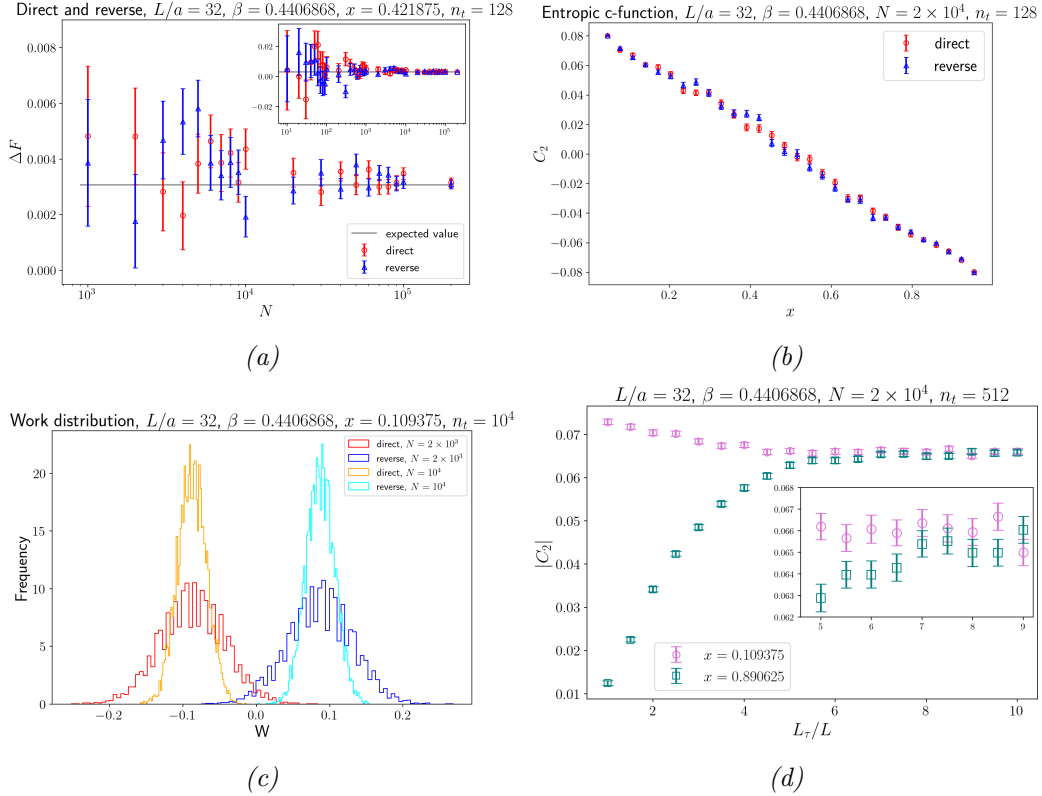 Direct and reverse, L/a = 32, β = 0.4406868, x = 0.421875, n_t = 128
0.008
0.006
0.004
0.002
0.000
ΔF
10^3
10^4
10^5
N
0.02
0.00
−0.02
10^1
10^2
10^3
10^4
10^5
expected value
direct
reverse
(a)
Entropic c-function, L/a = 32, β = 0.4406868, N = 2 × 10^4, n_t = 128
0.08
0.06
0.04
0.02
0.00
−0.02
−0.04
−0.06
−0.08
C_2
0.2
0.4
0.6
0.8
x
direct
reverse
(b)
Work distribution, L/a = 32, β = 0.4406868, x = 0.109375, n_t = 10^4
20
15
10
5
0
Frequency
−0.2
−0.1
0.0
0.1
0.2
W
direct, N = 2 × 10^3
reverse, N = 2 × 10^3
direct, N = 10^4
reverse, N = 10^4
(c)
L/a = 32, β = 0.4406868, N = 2 × 10^4, n_t = 512
0.07
0.06
0.05
0.04
0.03
0.02
0.01
|C_2|
2
4
6
8
10
L_τ/L
0.068
0.066
0.065
0.064
0.063
0.062
5
6
7
8
9
x = 0.109375
x = 0.890625
(d)